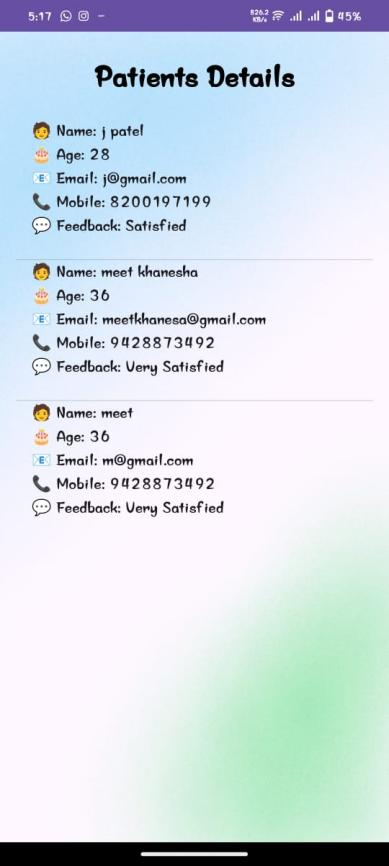 5:17
826.2
KB/s
45%
Patients Details
Name: j patel
Age: 28
Email: j@gmail.com
Mobile: 8200197199
Feedback: Satisfied
Name: meet khanesha
Age: 36
Email: meetkhanesa@gmail.com
Mobile: 9428873492
Feedback: Very Satisfied
Name: meet
Age: 36
Email: m@gmail.com
Mobile: 9428873492
Feedback: Very Satisfied